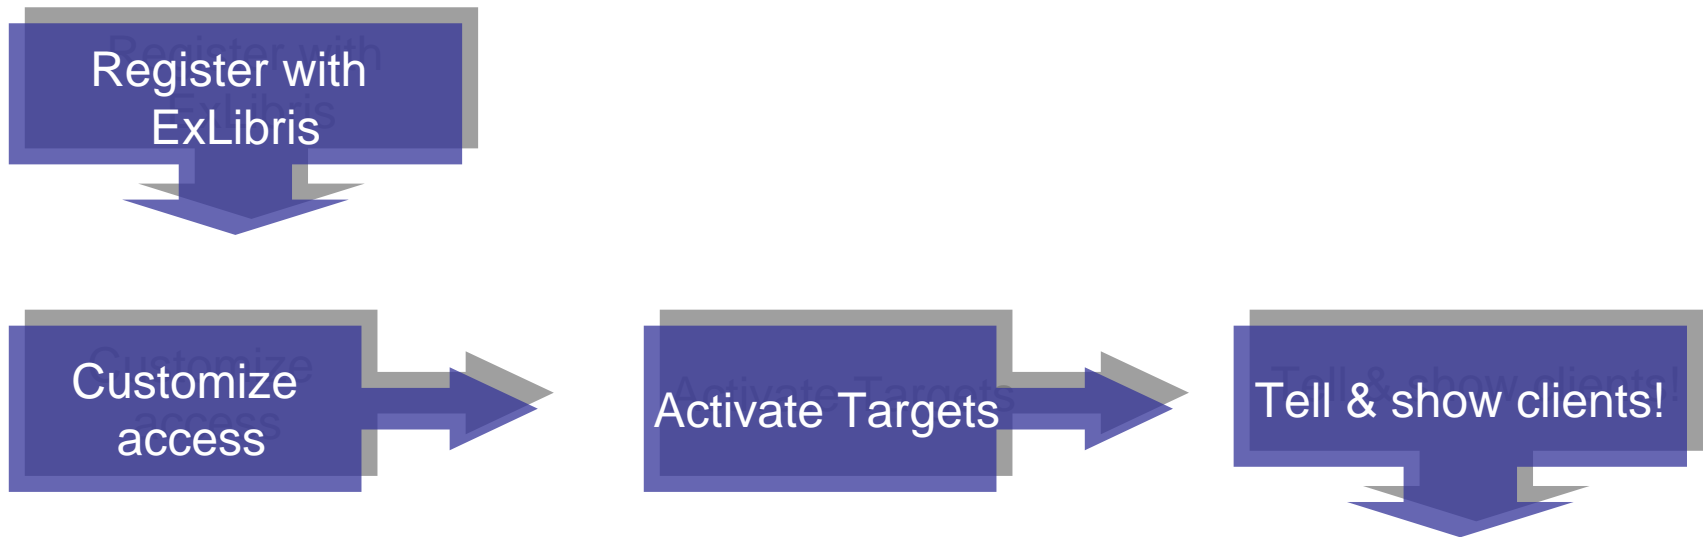 Register with
ExLibris
Customize
access
Activate Targets
Tell & show clients!